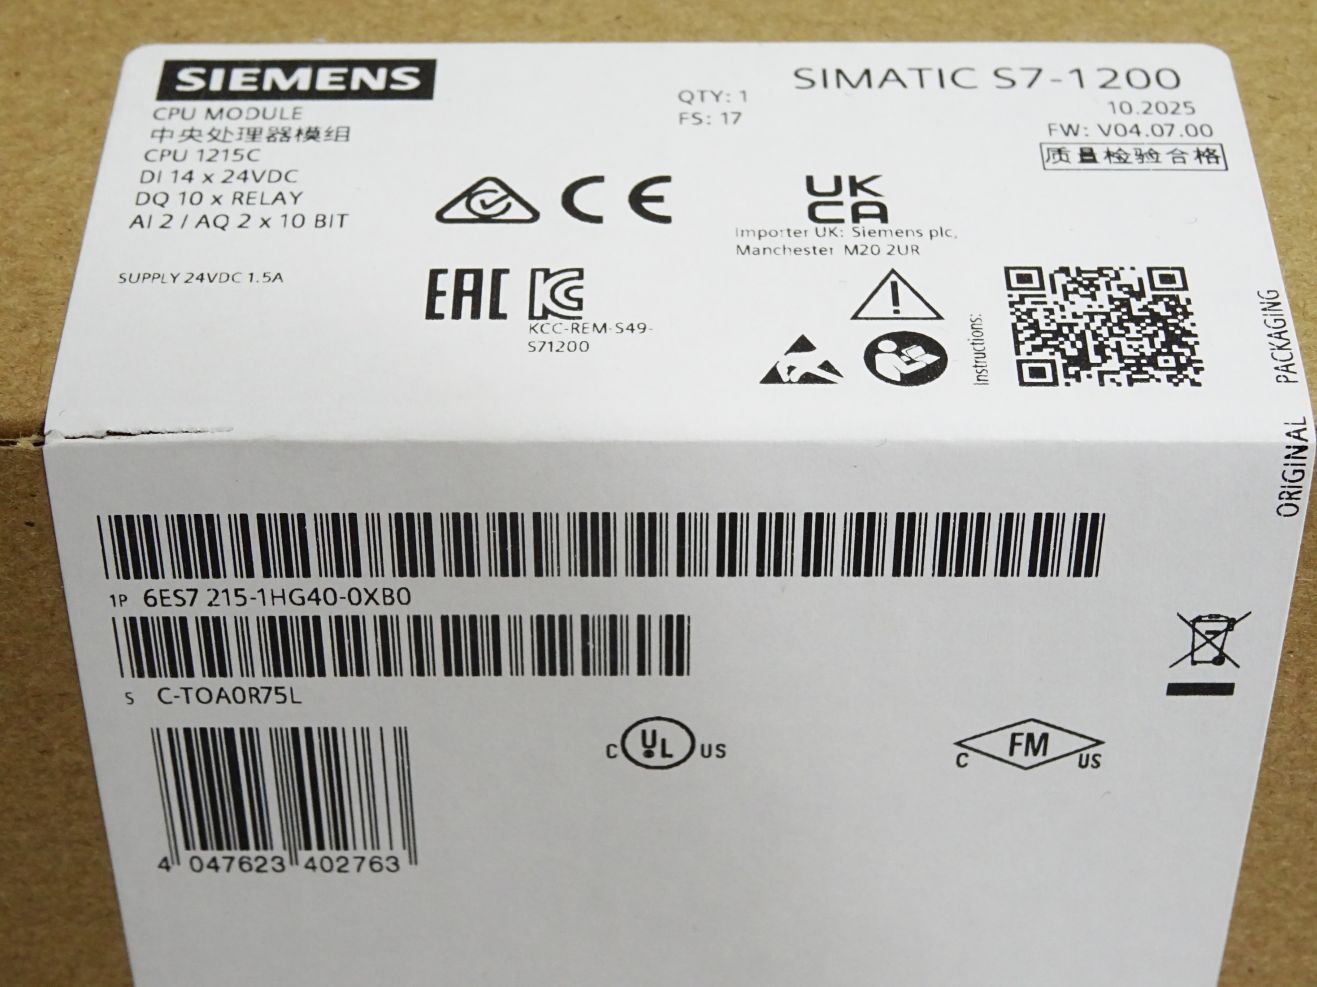 SIEMENS
CPU MODULE
中央处理器模组
CPU 1215C
DI 14 x 24VDC
DQ 10 x RELAY
AI 2 / AQ 2 x 10 BIT
SUPPLY 24VDC 1.5A
QTY: 1
FS: 17
SIMATIC S7-1200
10.2025
FW: V04.07.00
质量检验合格
CE
UK
CA
Importer UK: Siemens plc,
Manchester M20 2UR
EAC
KC
KCC-REM-S49-
S71200
Instructions:
ORIGINAL PACKAGING
1P 6ES7 215-1HG40-0XB0
S C-TOA0R75L
4 047623 402763
C UL US
C FM US